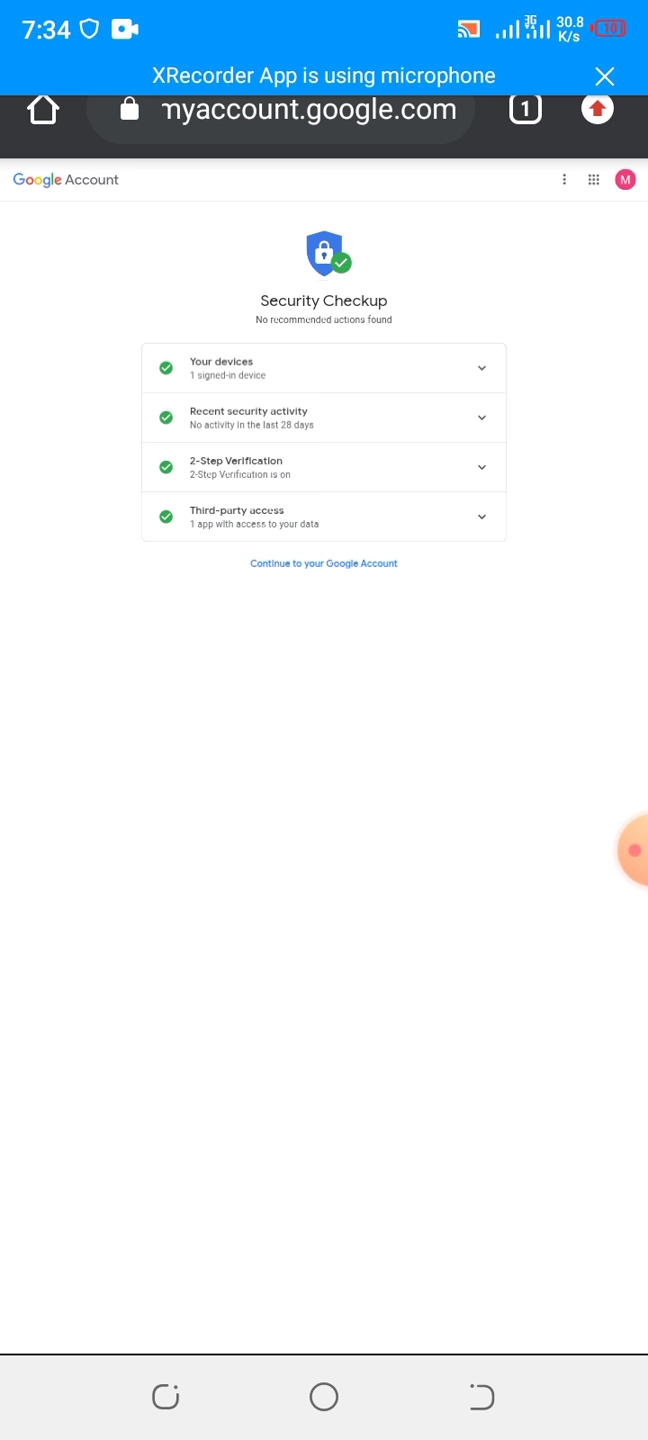 7:34
3G
30.8
K/s
10
XRecorder App is using microphone
myaccount.google.com
1
Google Account
M
Security Checkup
No recommended actions found
Your devices
1 signed-in device
Recent security activity
No activity in the last 28 days
2-Step Verification
2-Step Verification is on
Third-party access
1 app with access to your data
Continue to your Google Account